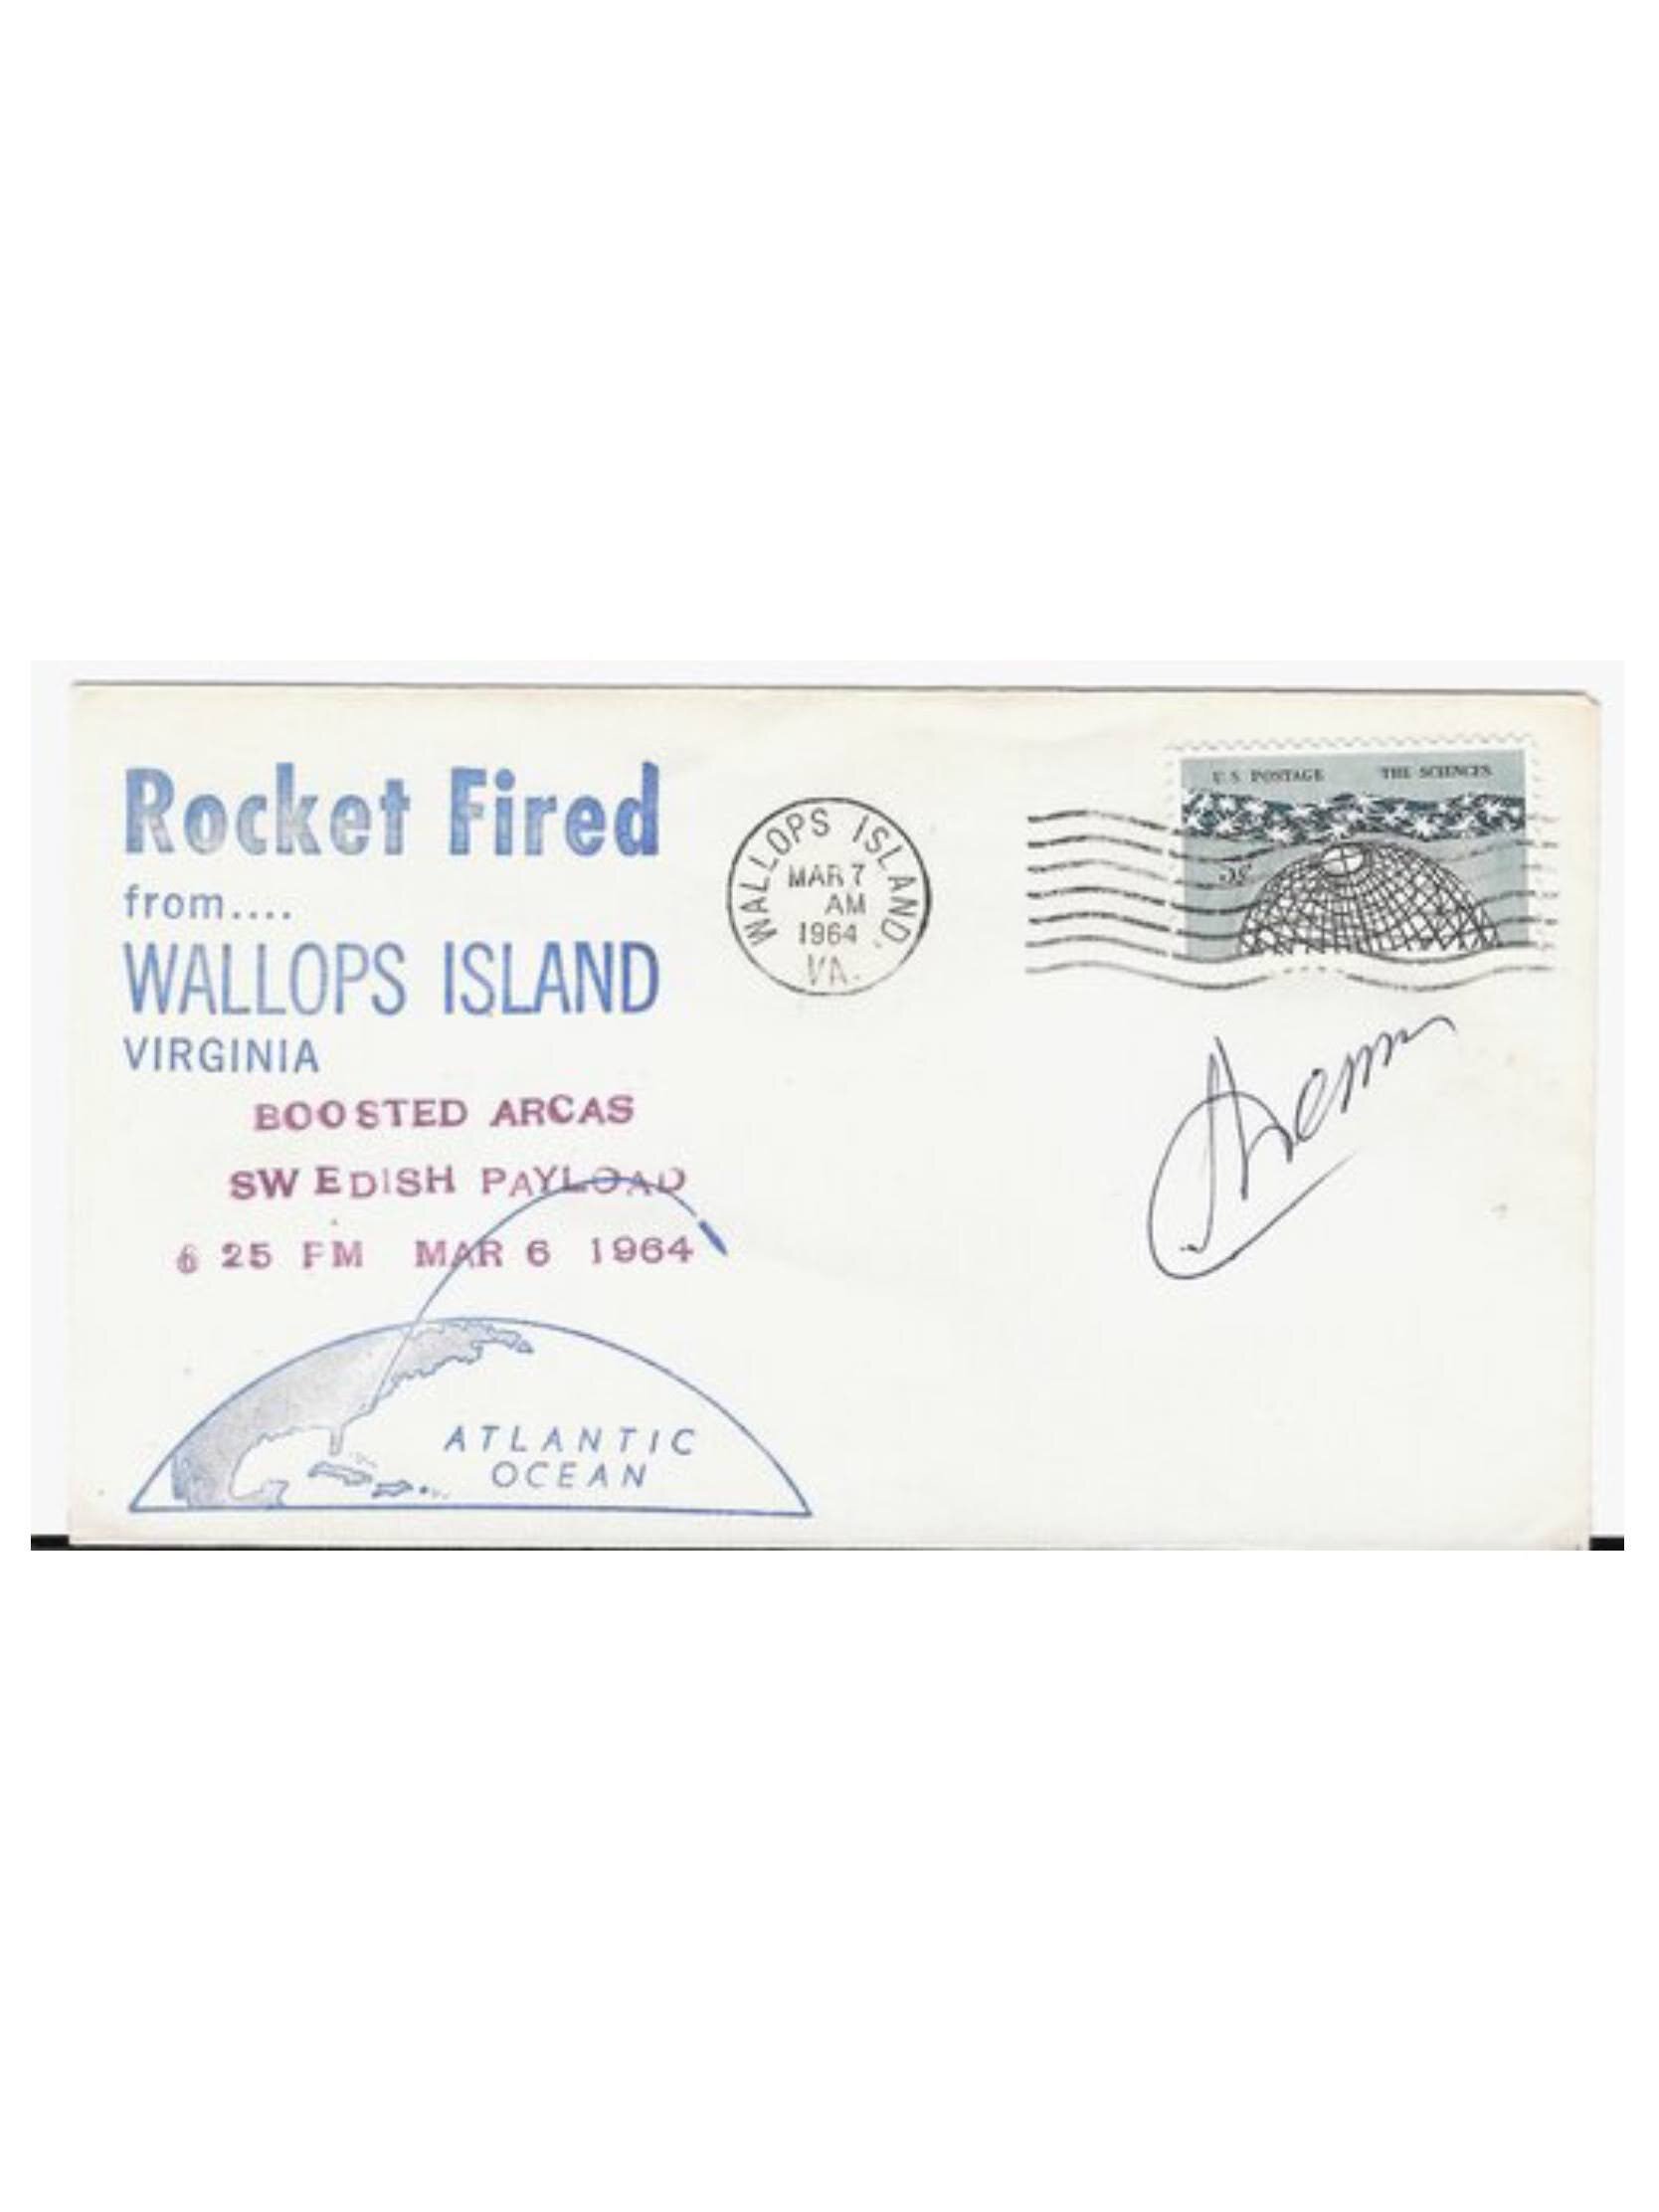 Rocket Fired
from....
WALLOPS ISLAND
VIRGINIA
BOOSTED ARCAS
SWEDISH PAYLOAD
6 25 PM MAR 6 1964
ATLANTIC
OCEAN
WALLOPS ISLAND,
MAR 7
AM
1964
VA.
U.S. POSTAGE THE SCIENCES
5¢